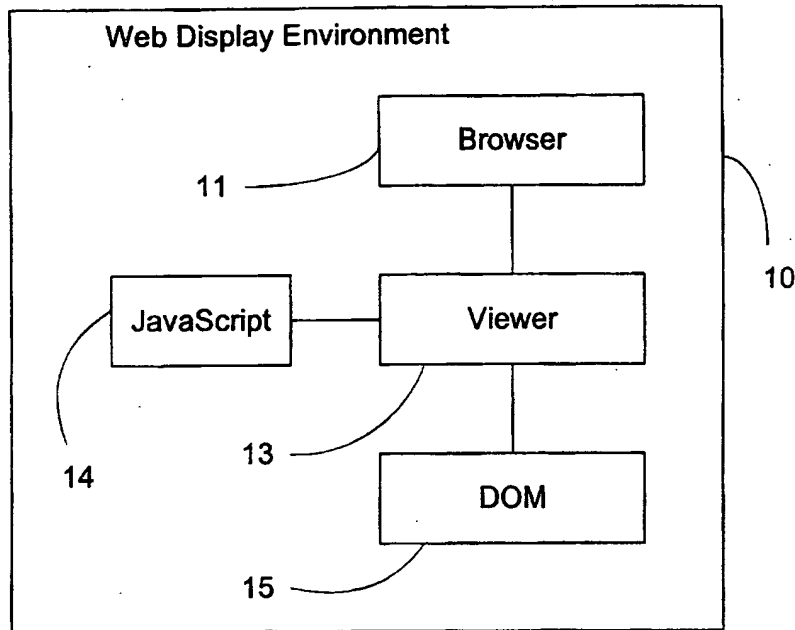 Web Display Environment
Browser
11
10
JavaScript
Viewer
14
13
DOM
15